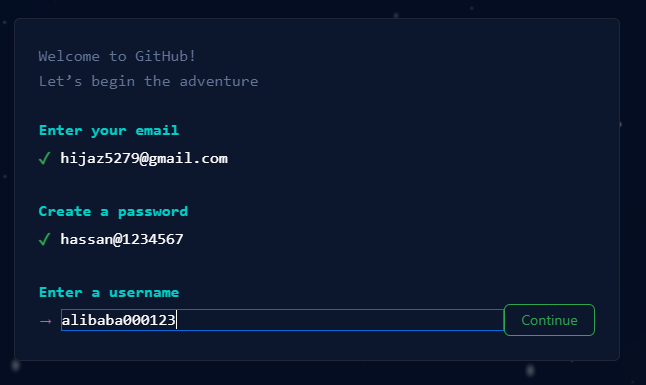 Welcome to GitHub!
Let’s begin the adventure
Enter your email
✓ hijaz5279@gmail.com
Create a password
✓ hassan@1234567
Enter a username
→ alibaba000123
Continue